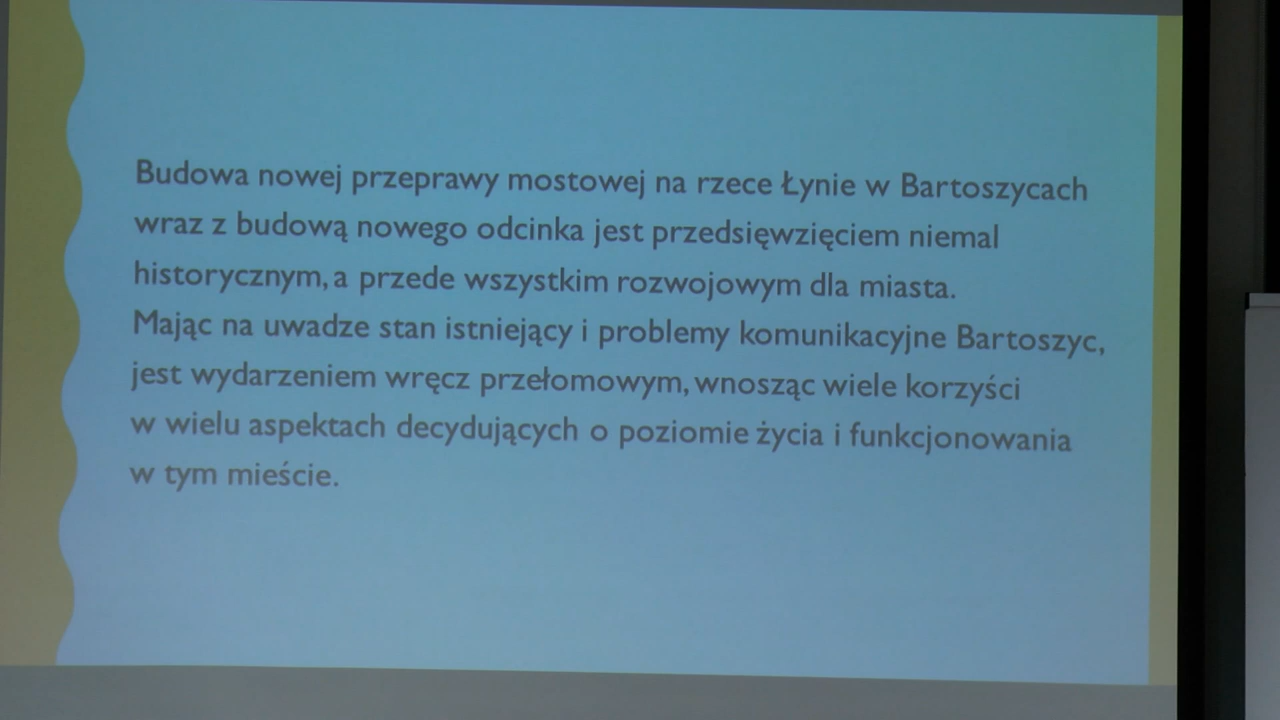 Budowa nowej przeprawy mostowej na rzece Łynie w Bartoszycach
wraz z budową nowego odcinka jest przedsięwzięciem niemal
historycznym, a przede wszystkim rozwojowym dla miasta.
Mając na uwadze stan istniejący i problemy komunikacyjne Bartoszyc,
jest wydarzeniem wręcz przełomowym, wnosząc wiele korzyści
w wielu aspektach decydujących o poziomie życia i funkcjonowania
w tym mieście.